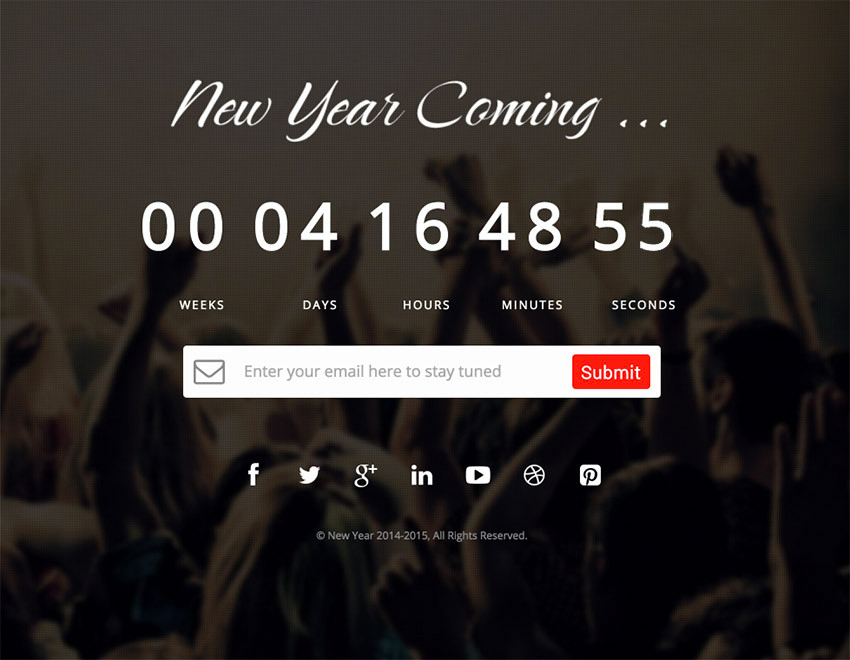 New Year Coming ...
00 04 16 48 55
WEEKS DAYS HOURS MINUTES SECONDS
Enter your email here to stay tuned Submit
© New Year 2014-2015, All Rights Reserved.